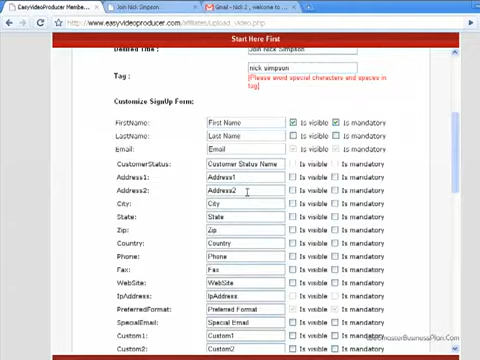 EasyVideoProducer Membe...
Join Nick Simpson
Gmail - Nick 2 , welcome to ...
http://www.easyvideoproducer.com/affiliates/upload_video.php
Start Here First
Desired Title : Join Nick Simpson
Tag : nick simpson
[Please avoid special characters and spaces in tag]
Customize SignUp Form:
FirstName: First Name Is visible Is mandatory
LastName: Last Name Is visible Is mandatory
Email: Email Is visible Is mandatory
CustomerStatus: Customer Status Name Is visible Is mandatory
Address1: Address1 Is visible Is mandatory
Address2: Address2 Is visible Is mandatory
City: City Is visible Is mandatory
State: State Is visible Is mandatory
Zip: Zip Is visible Is mandatory
Country: Country Is visible Is mandatory
Phone: Phone Is visible Is mandatory
Fax: Fax Is visible Is mandatory
WebSite: WebSite Is visible Is mandatory
IpAddress: IpAddress Is visible Is mandatory
PreferredFormat: Preferred Format Is visible Is mandatory
SpecialEmail: Special Email Is visible Is mandatory
Custom1: Custom1 Is visible Is mandatory
Custom2: Custom2 Is visible Is mandatory